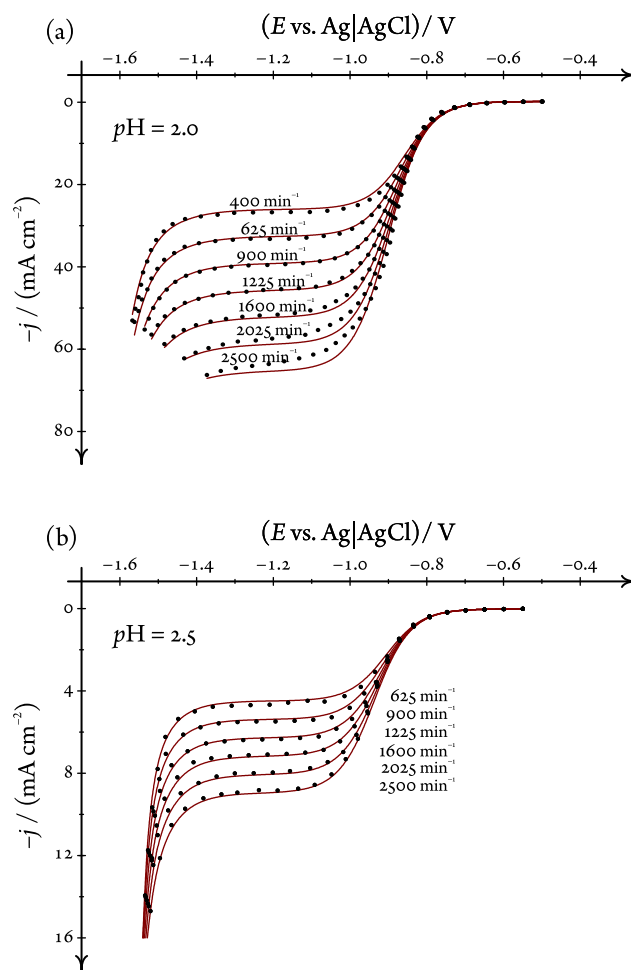 (a)
(E vs. Ag|AgCl)/ V
−1.6 −1.4 −1.2 −1.0 −0.8 −0.6 −0.4
0
20
40
60
80
−j / (mA cm⁻²)
pH = 2.0
400 min⁻¹
625 min⁻¹
900 min⁻¹
1225 min⁻¹
1600 min⁻¹
2025 min⁻¹
2500 min⁻¹
(b)
(E vs. Ag|AgCl)/ V
−1.6 −1.4 −1.2 −1.0 −0.8 −0.6 −0.4
0
4
8
12
16
−j / (mA cm⁻²)
pH = 2.5
625 min⁻¹
900 min⁻¹
1225 min⁻¹
1600 min⁻¹
2025 min⁻¹
2500 min⁻¹